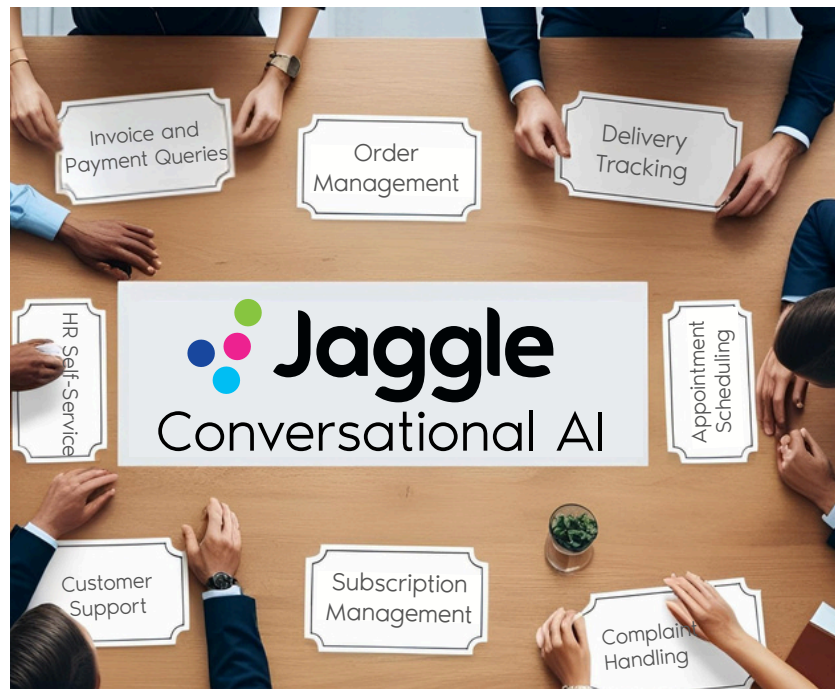 Invoice and
Payment Queries
Order
Management
Delivery
Tracking
HR Self-Service
Jaggle
Conversational AI
Appointment
Scheduling
Customer
Support
Subscription
Management
Complaint
Handling